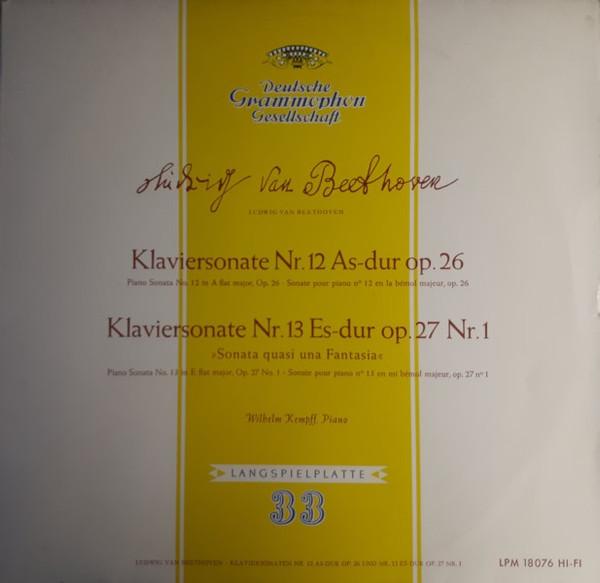 Deutsche
Grammophon
Gesellschaft
Ludwig van Beethoven
LUDWIG VAN BEETHOVEN
Klaviersonate Nr. 12 As-dur op. 26
Piano Sonata No. 12 in A flat major, Op. 26 - Sonate pour piano n° 12 en la bémol majeur, op. 26
Klaviersonate Nr. 13 Es-dur op. 27 Nr. 1
»Sonata quasi una Fantasia«
Piano Sonata No. 13 in E flat major, Op. 27 No. 1 - Sonate pour piano n° 13 en mi bémol majeur, op. 27 n° 1
Wilhelm Kempff, Piano
LANGSPIELPLATTE
33
LUDWIG VAN BEETHOVEN - KLAVIERSONATEN NR. 12 AS-DUR OP. 26 UND NR. 13 ES-DUR OP. 27 NR. 1
LPM 18076 HI-FI